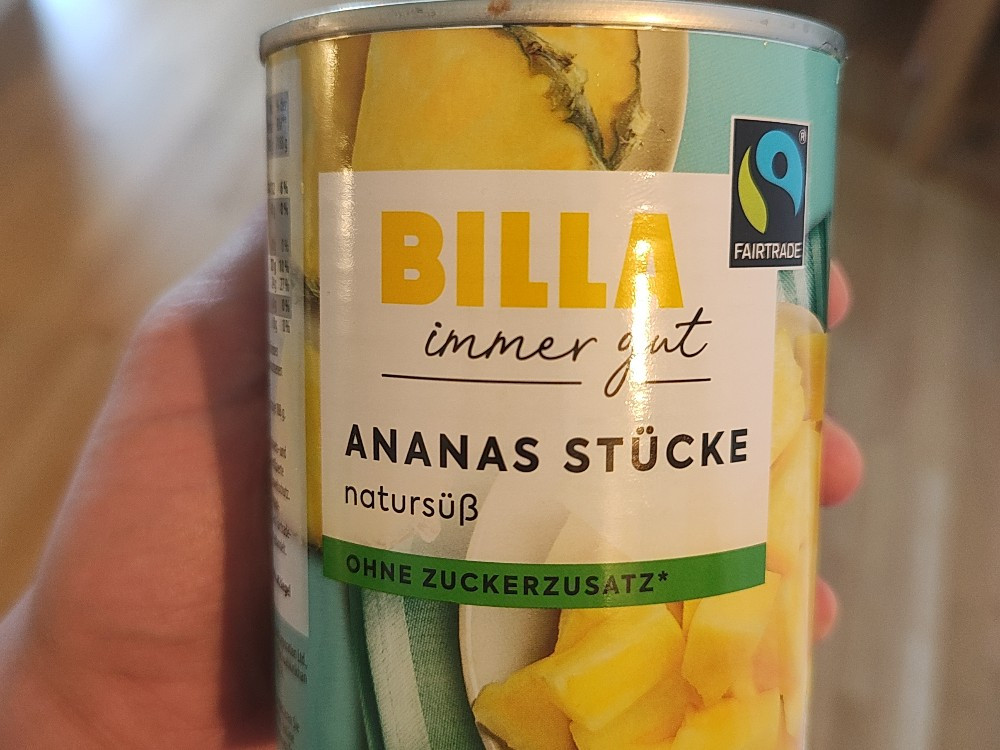 FAIRTRADE
BILLA
immer gut
ANANAS STÜCKE
natursüß
OHNE ZUCKERZUSATZ*